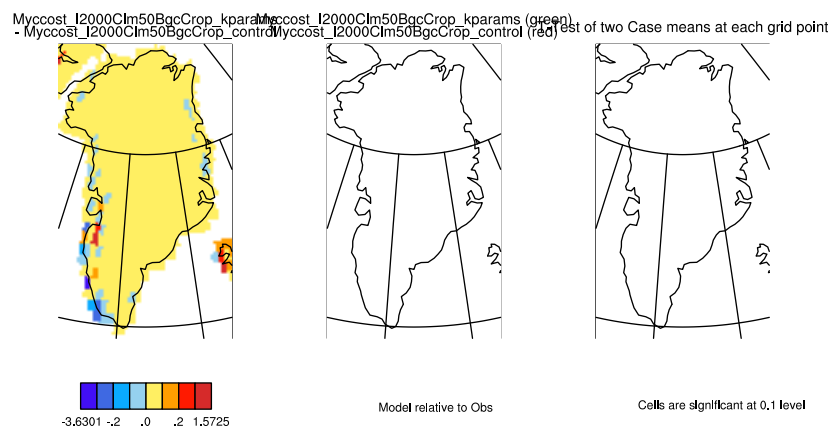 Myccost_I2000Clm50BgcCrop_kparams
- Myccost_I2000Clm50BgcCrop_control
Myccost_I2000Clm50BgcCrop_kparams (green)
Myccost_I2000Clm50BgcCrop_control (red)
T-Test of two Case means at each grid point
-3.6301 -.2 .0 .2 1.5725
Model relative to Obs
Cells are significant at 0.1 level